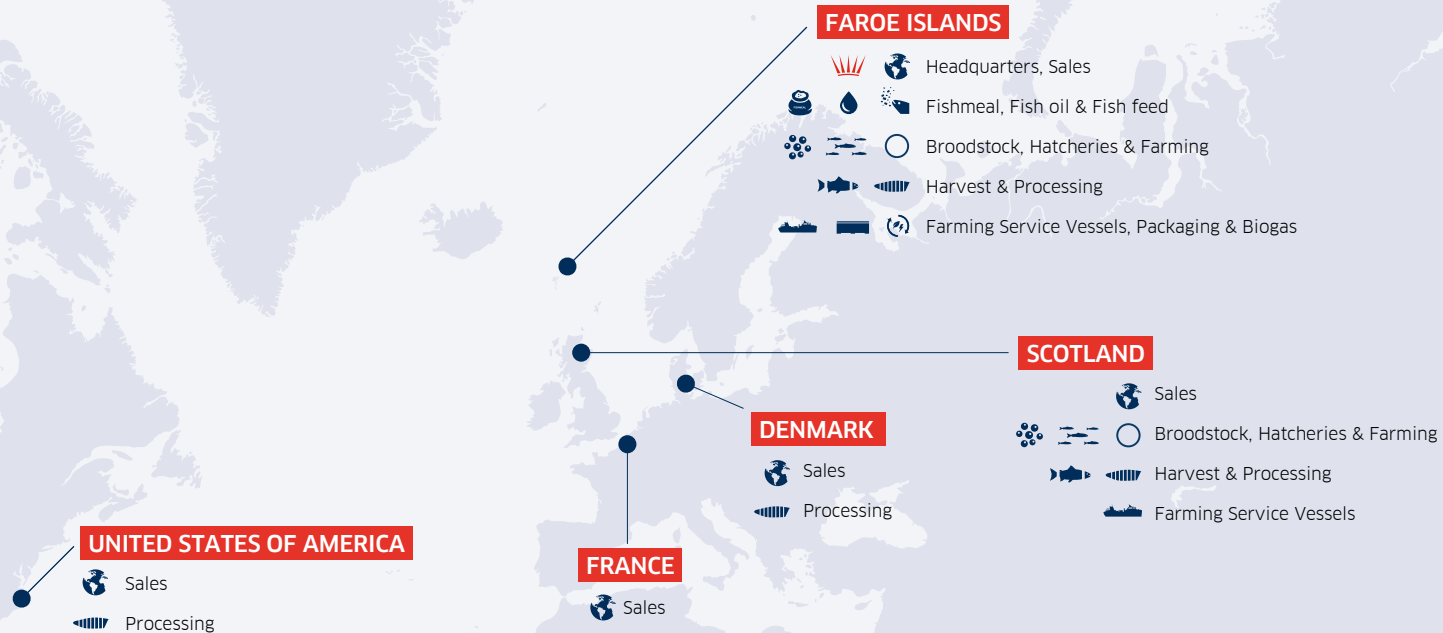 FAROE ISLANDS
Headquarters, Sales
Fishmeal, Fish oil & Fish feed
Broodstock, Hatcheries & Farming
Harvest & Processing
Farming Service Vessels, Packaging & Biogas
SCOTLAND
Sales
Broodstock, Hatcheries & Farming
Harvest & Processing
Farming Service Vessels
DENMARK
Sales
Processing
FRANCE
Sales
UNITED STATES OF AMERICA
Sales
Processing